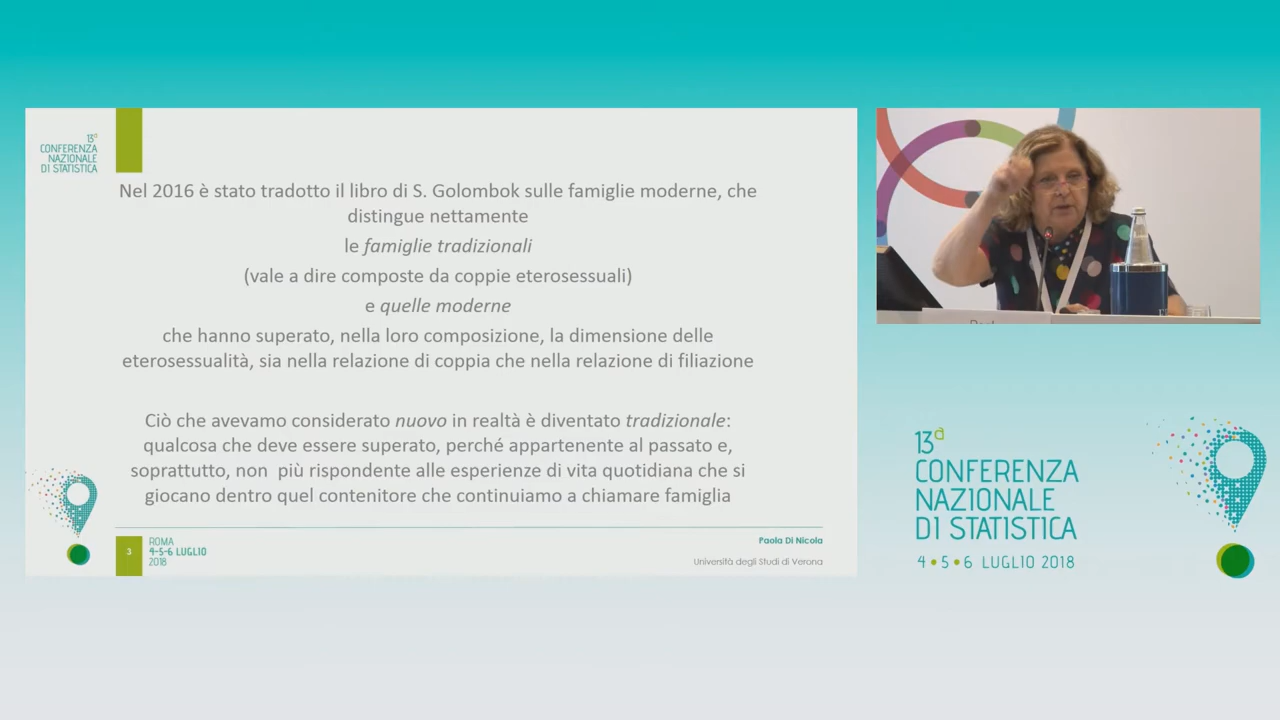 13ª
CONFERENZA
NAZIONALE
DI STATISTICA
Nel 2016 è stato tradotto il libro di S. Golombok sulle famiglie moderne, che
distingue nettamente
le famiglie tradizionali
(vale a dire composte da coppie eterosessuali)
e quelle moderne
che hanno superato, nella loro composizione, la dimensione delle
eterosessualità, sia nella relazione di coppia che nella relazione di filiazione
Ciò che avevamo considerato nuovo in realtà è diventato tradizionale:
qualcosa che deve essere superato, perché appartenente al passato e,
soprattutto, non  più rispondente alle esperienze di vita quotidiana che si
giocano dentro quel contenitore che continuiamo a chiamare famiglia
3
ROMA
4-5-6 LUGLIO
2018
Paola Di Nicola
Università degli Studi di Verona
13ª
CONFERENZA
NAZIONALE
DI STATISTICA
4 • 5 • 6 LUGLIO 2018